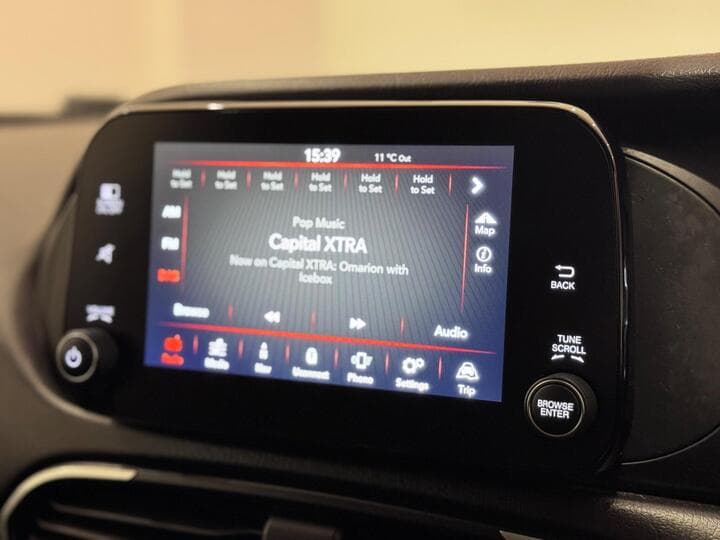 15:39 11 °C Out
Hold to Set Hold to Set Hold to Set Hold to Set Hold to Set Hold to Set
AM
FM
DAB
Pop Music
Capital XTRA
Now on Capital XTRA: Omarion with
Icebox
Map
Info
Browse
Audio
Radio Media Nav Uconnect Phone Settings Trip
BACK
TUNE
SCROLL
BROWSE
ENTER